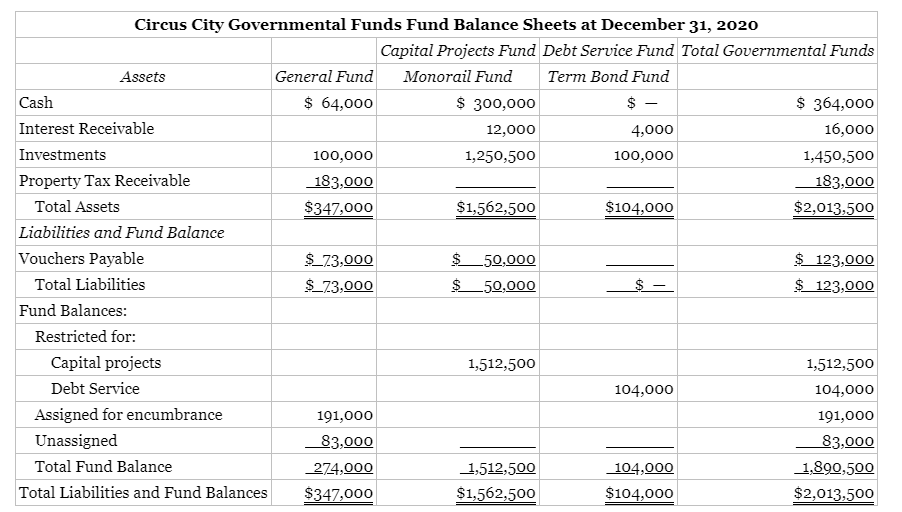 Circus City Governmental Funds Fund Balance Sheets at December 31, 2020
Capital Projects Fund Debt Service Fund Total Governmental Funds
Assets General Fund Monorail Fund Term Bond Fund
Cash $ 64,000 $ 300,000 $ — $ 364,000
Interest Receivable 12,000 4,000 16,000
Investments 100,000 1,250,500 100,000 1,450,500
Property Tax Receivable 183,000 183,000
Total Assets $347,000 $1,562,500 $104,000 $2,013,500
Liabilities and Fund Balance
Vouchers Payable $ 73,000 $ 50,000 $ 123,000
Total Liabilities $ 73,000 $ 50,000 $ — $ 123,000
Fund Balances:
Restricted for:
Capital projects 1,512,500 1,512,500
Debt Service 104,000 104,000
Assigned for encumbrance 191,000 191,000
Unassigned 83,000 83,000
Total Fund Balance 274,000 1,512,500 104,000 1,890,500
Total Liabilities and Fund Balances $347,000 $1,562,500 $104,000 $2,013,500